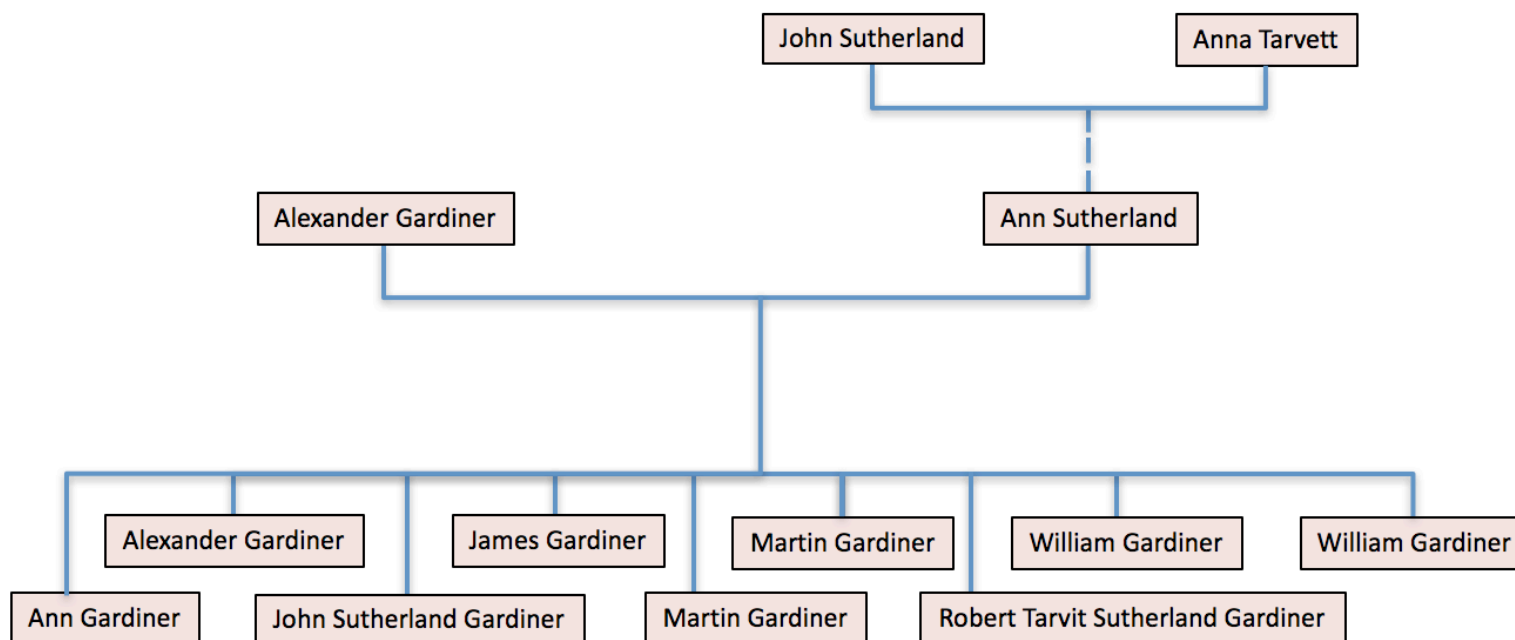 John Sutherland
Anna Tarvett
Alexander Gardiner
Ann Sutherland
Alexander Gardiner
James Gardiner
Martin Gardiner
William Gardiner
William Gardiner
Ann Gardiner
John Sutherland Gardiner
Martin Gardiner
Robert Tarvit Sutherland Gardiner